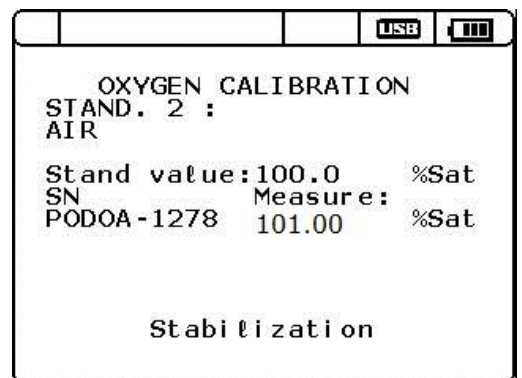 USB
OXYGEN CALIBRATION
STAND. 2 :
AIR
Stand value:100.0 %Sat
SN Measure:
PODOA-1278 101.00 %Sat
Stabilization